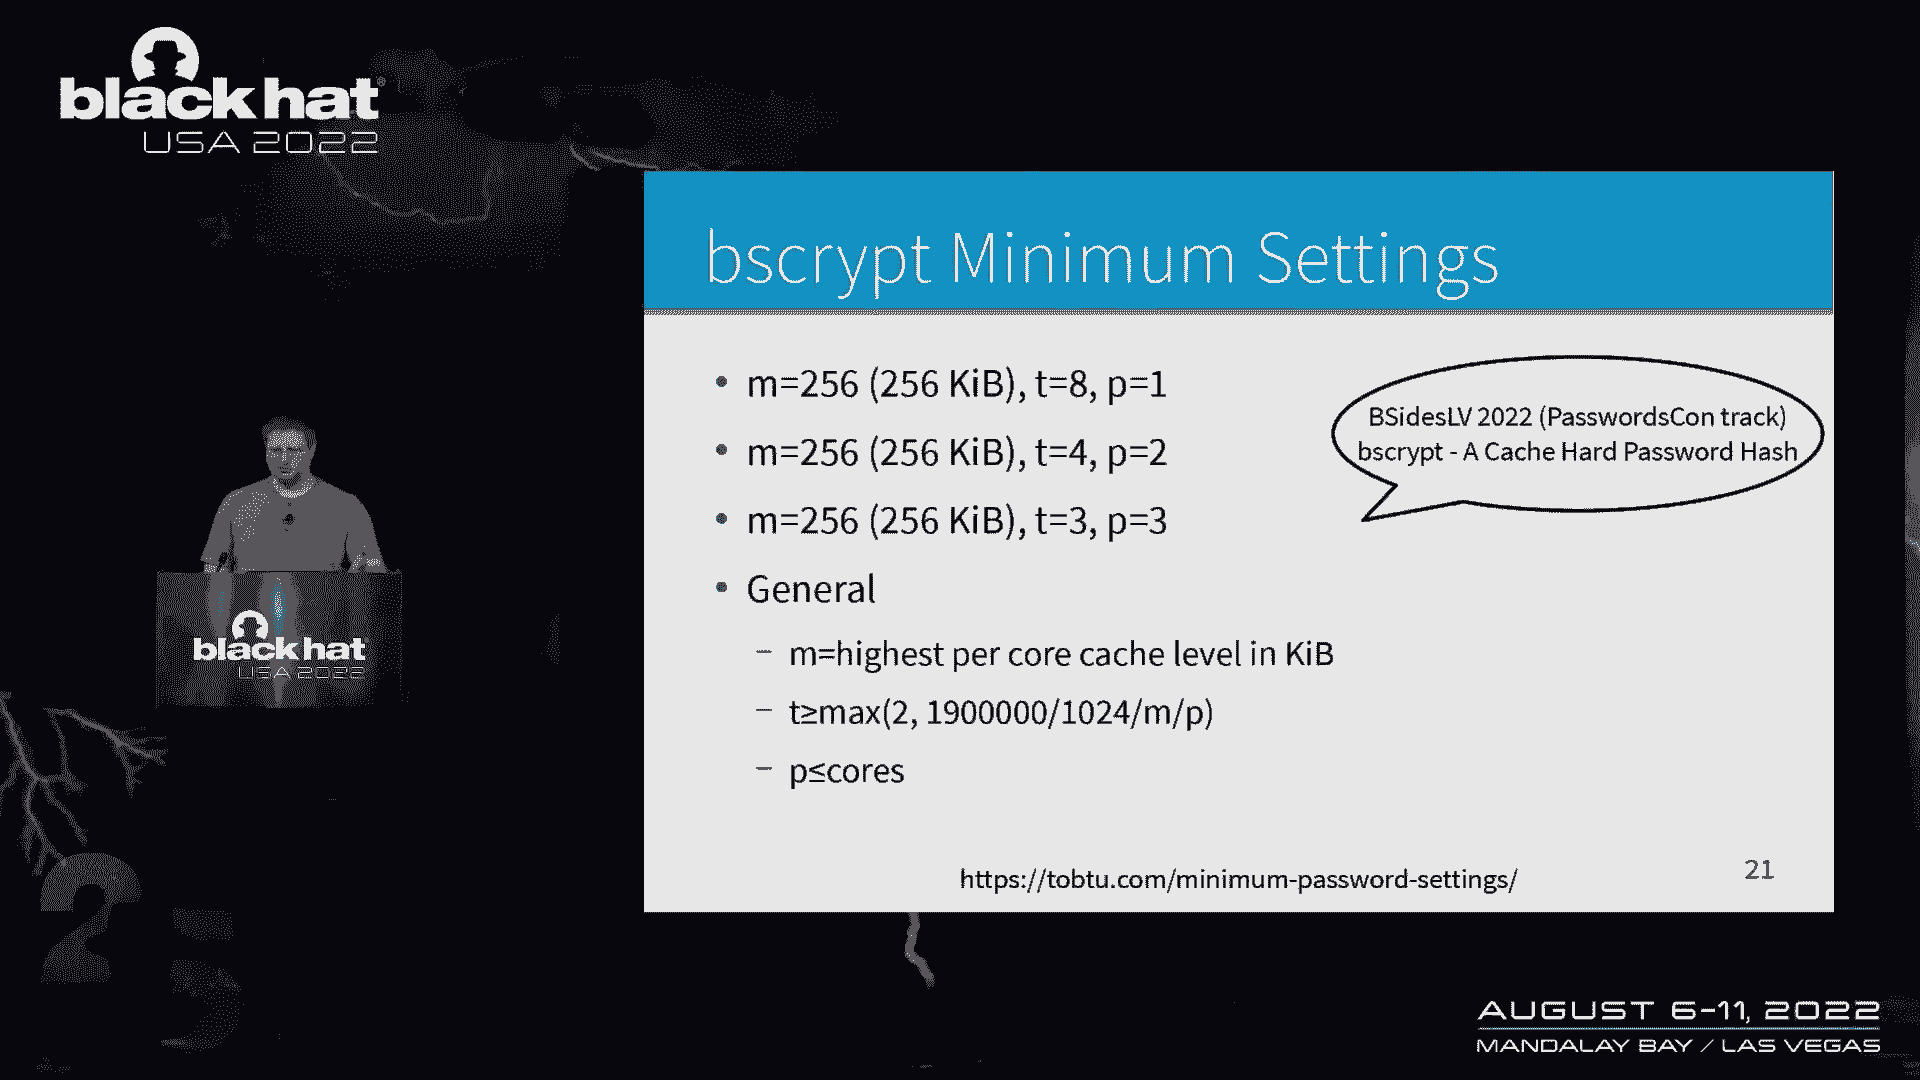 black hat
USA 2022
bscrypt Minimum Settings
• m=256 (256 KiB), t=8, p=1
• m=256 (256 KiB), t=4, p=2
• m=256 (256 KiB), t=3, p=3
• General
– m=highest per core cache level in KiB
– t≥max(2, 1900000/1024/m/p)
– p≤cores
BSidesLV 2022 (PasswordsCon track)
bscrypt - A Cache Hard Password Hash
https://tobtu.com/minimum-password-settings/
21
black hat
USA 2022
25
AUGUST 6-11, 2022
MANDALAY BAY / LAS VEGAS